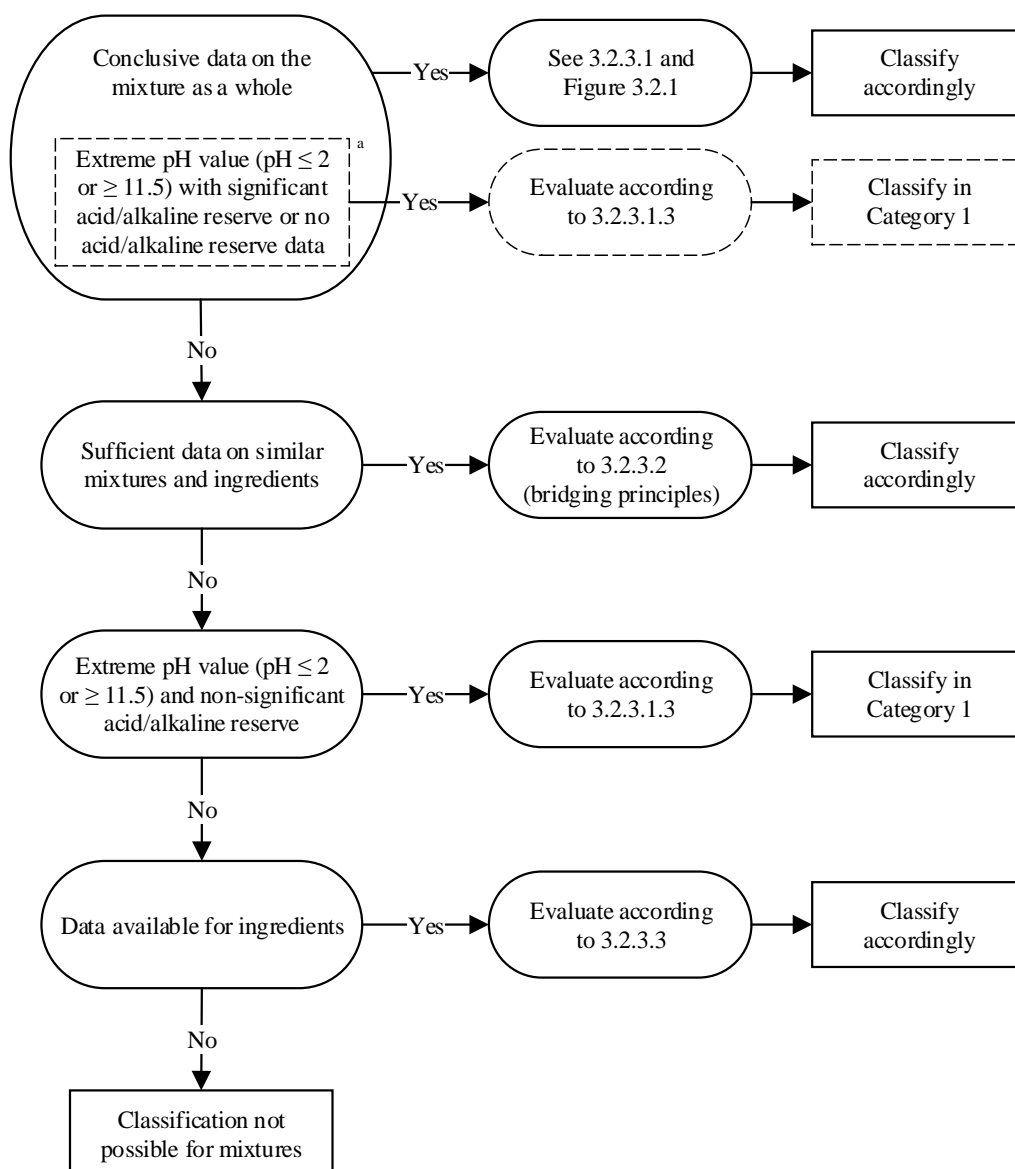 Conclusive data on the
mixture as a whole
Yes
See 3.2.3.1 and
Figure 3.2.1
Classify
accordingly
Extreme pH value (pH ≤ 2
or ≥ 11.5) with significant
acid/alkaline reserve or no
acid/alkaline reserve data
a
Yes
Evaluate according
to 3.2.3.1.3
Classify in
Category 1
No
Sufficient data on similar
mixtures and ingredients
Yes
Evaluate according
to 3.2.3.2
(bridging principles)
Classify
accordingly
No
Extreme pH value (pH ≤ 2
or ≥ 11.5) and non-significant
acid/alkaline reserve
Yes
Evaluate according
to 3.2.3.1.3
Classify in
Category 1
No
Data available for ingredients
Yes
Evaluate according
to 3.2.3.3
Classify
accordingly
No
Classification not
possible for mixtures